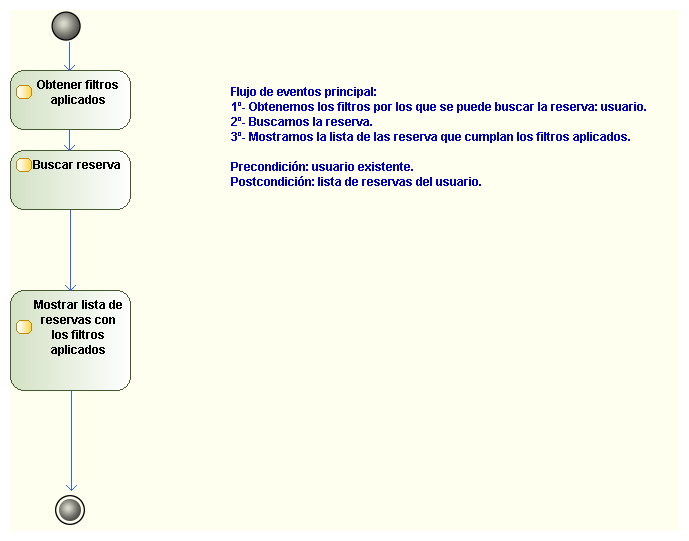 Obtener filtros
aplicados
Flujo de eventos principal:
1º- Obtenemos los filtros por los que se puede buscar la reserva: usuario.
2º- Buscamos la reserva.
3º- Mostramos la lista de las reserva que cumplan los filtros aplicados.
Buscar reserva
Precondición: usuario existente.
Postcondición: lista de reservas del usuario.
Mostrar lista de
reservas con
los filtros
aplicados